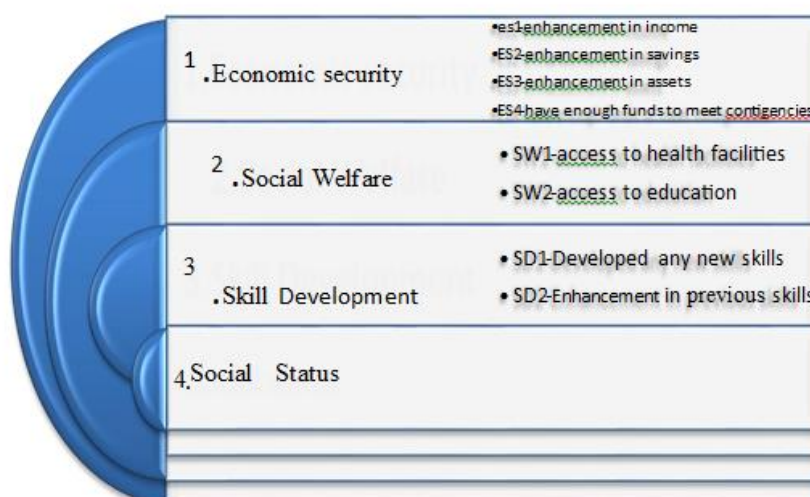 1.Economic security
•es1-enhancement in income
•ES2-enhancement in savings
•ES3-enhancement in assets
•ES4-have enough funds to meet contigencies
2.Social Welfare
• SW1-access to health facilities
• SW2-access to education
3.Skill Development
• SD1-Developed any new skills
• SD2-Enhancement in previous skills
4.Social Status